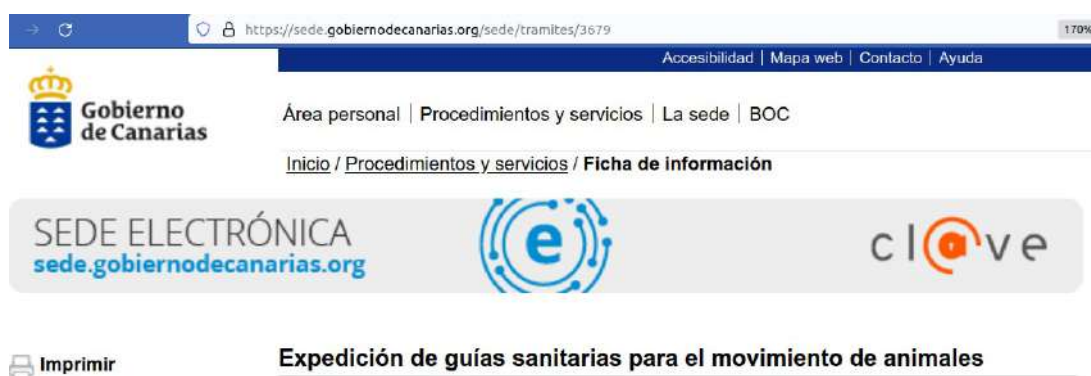 https://sede.gobiernodecanarias.org/sede/tramites/3679
170%
Accesibilidad | Mapa web | Contacto | Ayuda
Gobierno
de Canarias
Área personal | Procedimientos y servicios | La sede | BOC
Inicio / Procedimientos y servicios / Ficha de información
SEDE ELECTRÓNICA
sede.gobiernodecanarias.org
e
cl@ve
Imprimir
Expedición de guías sanitarias para el movimiento de animales